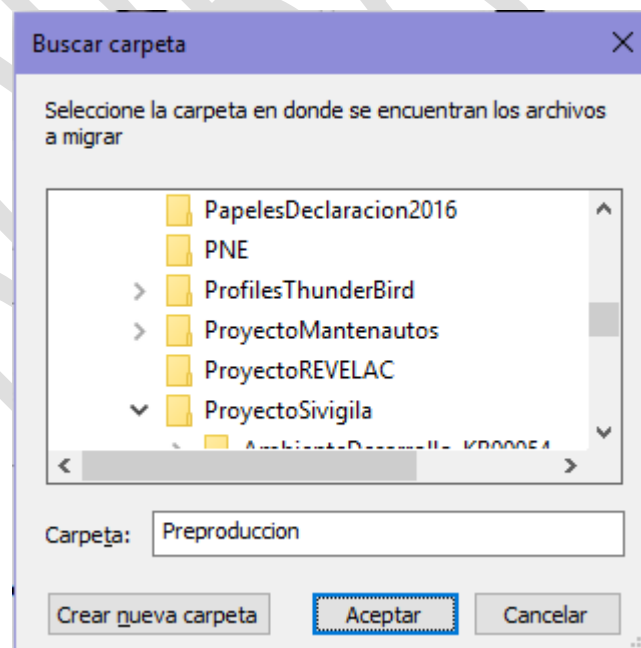 Buscar carpeta
Seleccione la carpeta en donde se encuentran los archivos
a migrar
PapelesDeclaracion2016
PNE
ProfilesThunderBird
ProyectoMantenautos
ProyectoREVELAC
ProyectoSivigila
Carpeta: Preproduccion
Crear nueva carpeta Aceptar Cancelar